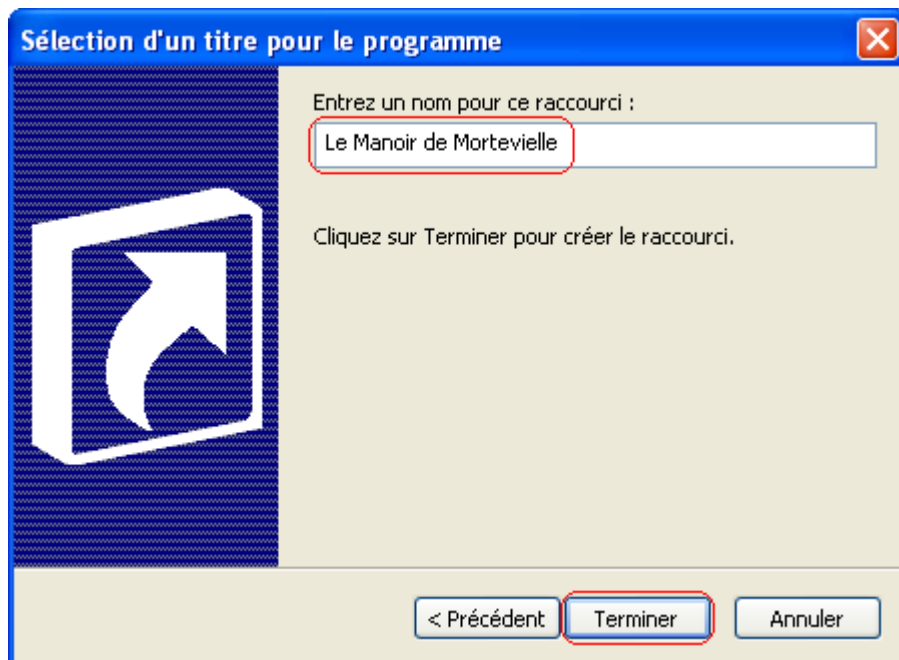 Sélection d'un titre pour le programme
Entrez un nom pour ce raccourci :
Le Manoir de Mortevielle
Cliquez sur Terminer pour créer le raccourci.
< Précédent
Terminer
Annuler